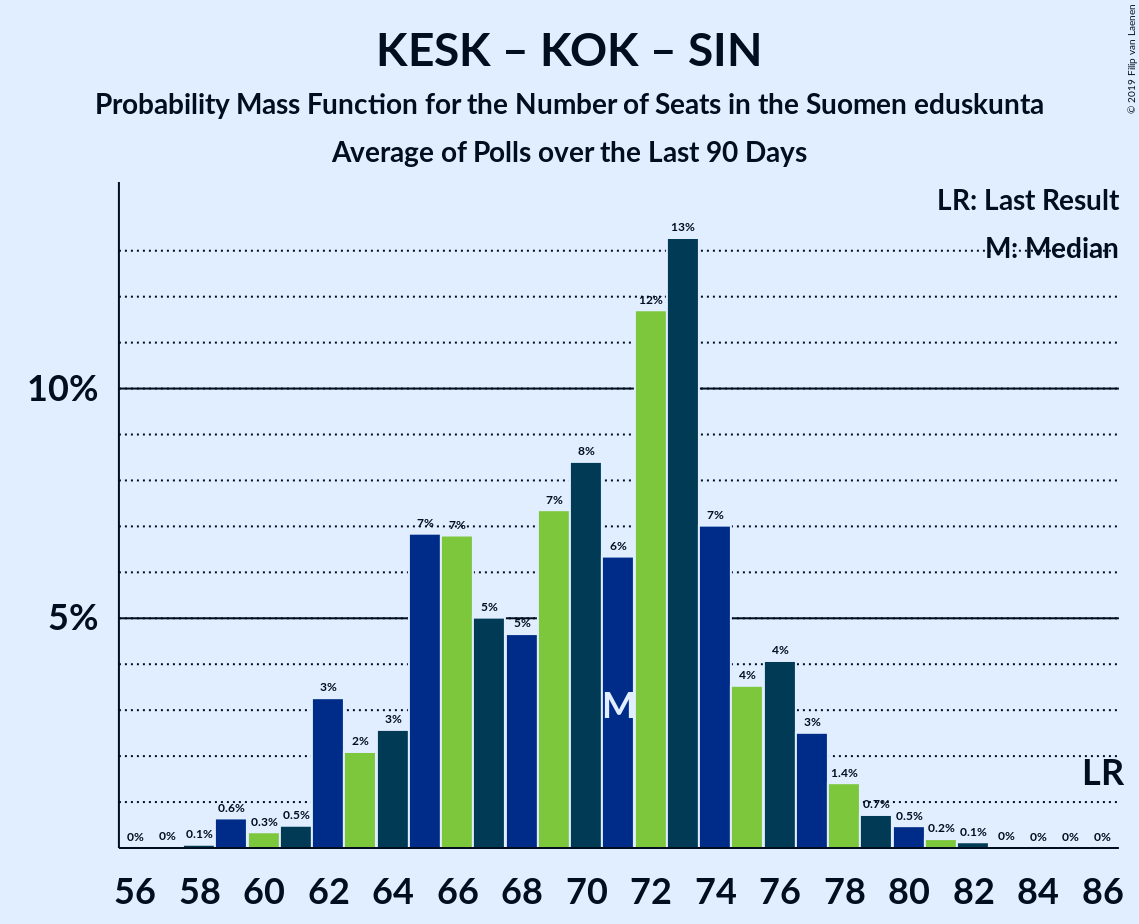 KESK – KOK – SIN
Probability Mass Function for the Number of Seats in the Suomen eduskunta
Average of Polls over the Last 90 Days
© 2019 Filip van Laenen
LR: Last Result
M: Median
10%
5%
0% 0% 0.1% 0.6% 0.3% 0.5% 3% 2% 3% 7% 7% 5% 5% 7% 8% 6% 12% 13% 7% 4% 4% 3% 1.4% 0.7% 0.5% 0.2% 0.1% 0% 0% 0% 0%
M
LR
56 58 60 62 64 66 68 70 72 74 76 78 80 82 84 86